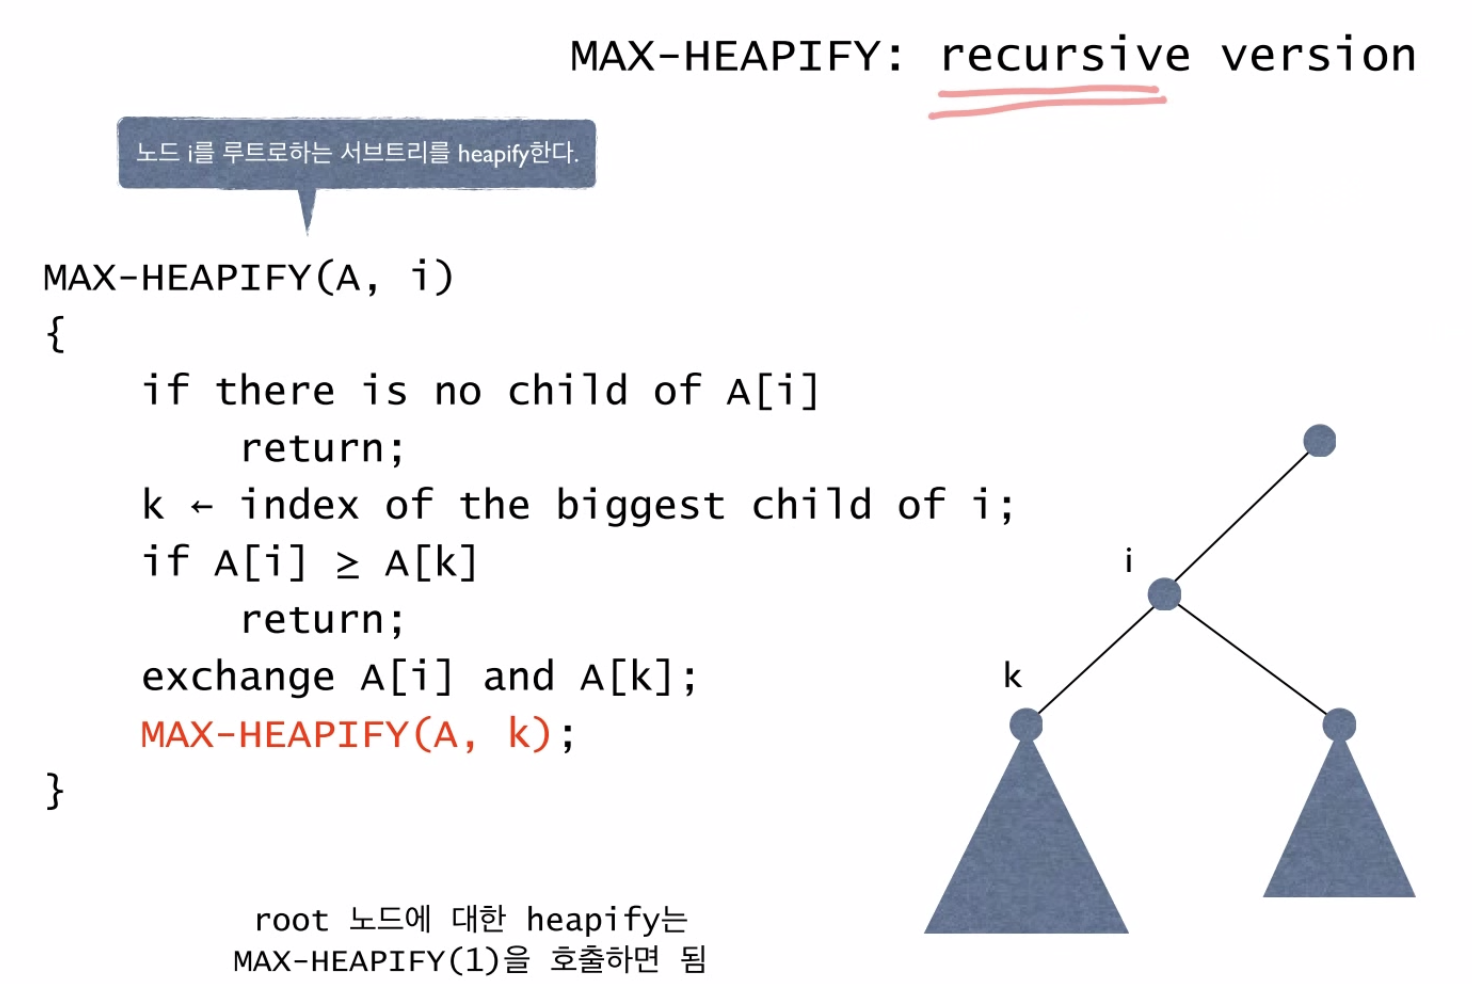 MAX-HEAPIFY: recursive version
노드 i를 루트로하는 서브트리를 heapify한다.
MAX-HEAPIFY(A, i)
{
if there is no child of A[i]
return;
k ← index of the biggest child of i;
if A[i] ≥ A[k]
return;
exchange A[i] and A[k];
MAX-HEAPIFY(A, k);
}
i
k
root 노드에 대한 heapify는
MAX-HEAPIFY(1)을 호출하면 됨